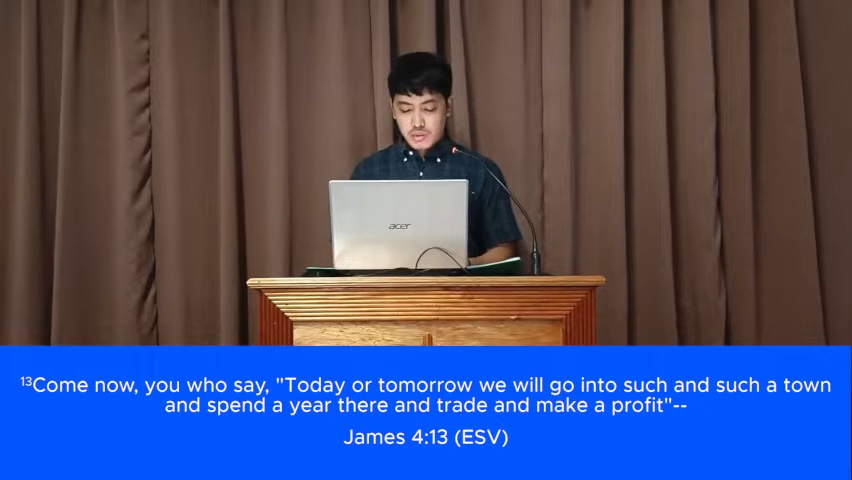 acer
¹³Come now, you who say, "Today or tomorrow we will go into such and such a town
and spend a year there and trade and make a profit"--
James 4:13 (ESV)